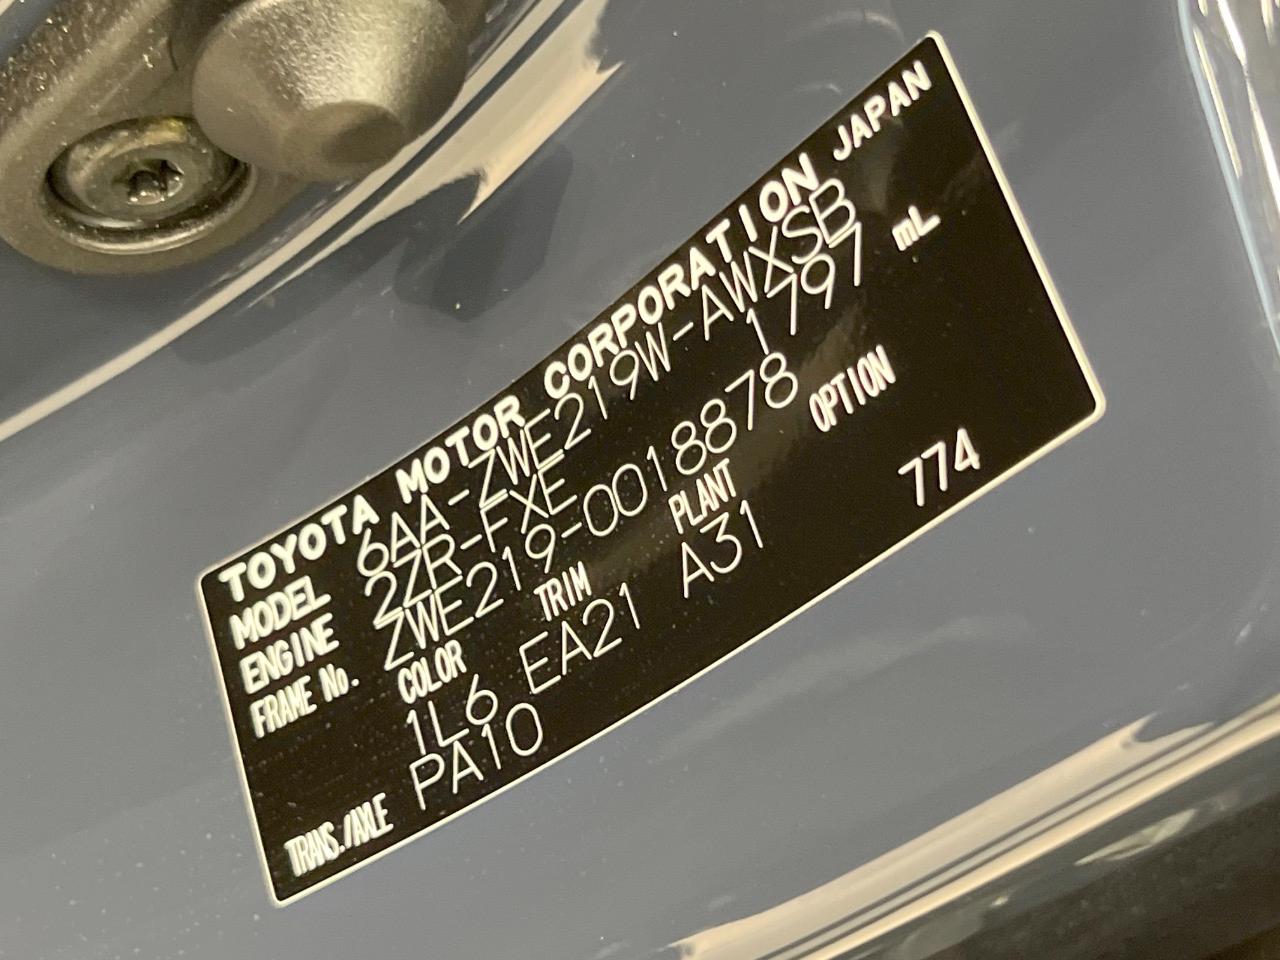 TOYOTA MOTOR CORPORATION JAPAN
MODEL 6AA-ZWE219W-AWXSB
ENGINE 2ZR-FXE 1797 mL
FRAME No. ZWE219-0018878
COLOR TRIM PLANT OPTION
1L6 EA21 A31 774
TRANS./AXLE PA10